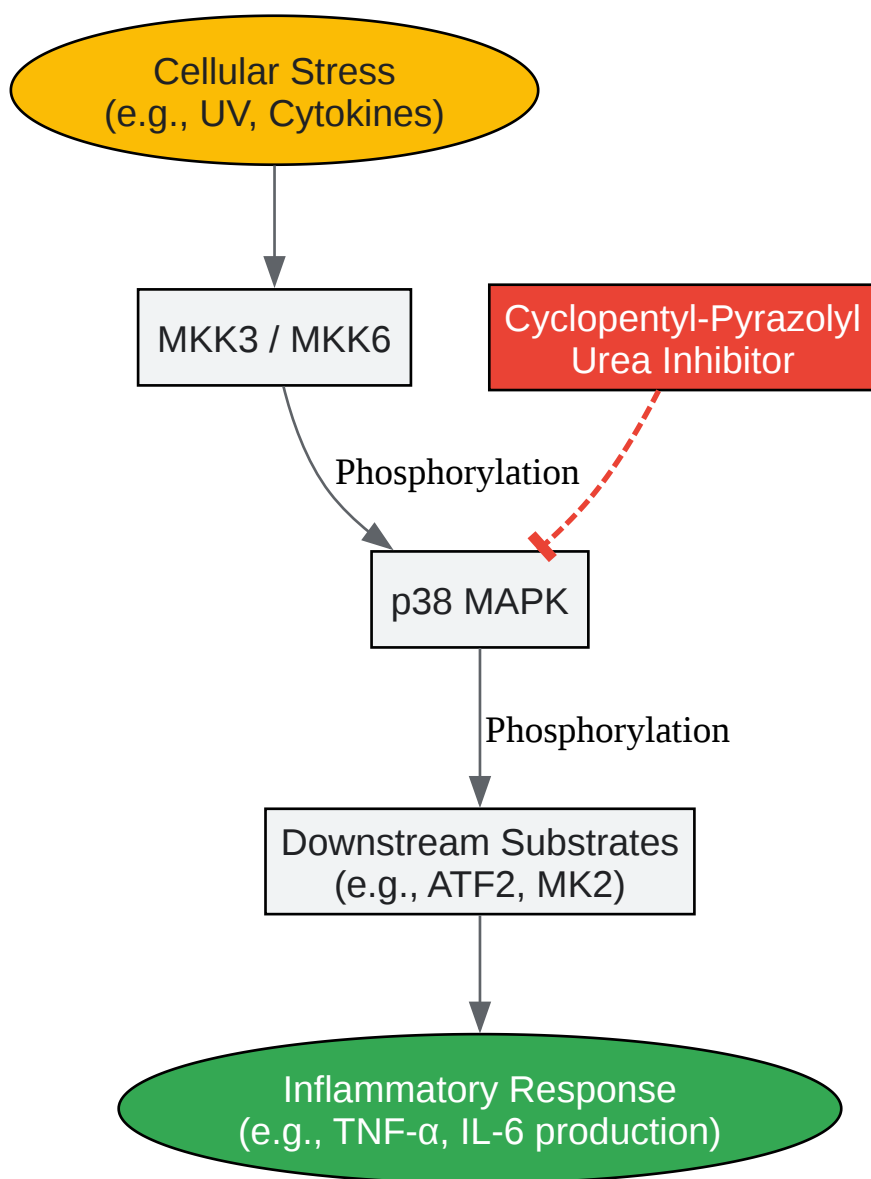 Cellular Stress
(e.g., UV, Cytokines)
MKK3 / MKK6
Cyclopentyl-Pyrazolyl
Urea Inhibitor
Phosphorylation
p38 MAPK
Phosphorylation
Downstream Substrates
(e.g., ATF2, MK2)
Inflammatory Response
(e.g., TNF-α, IL-6 production)